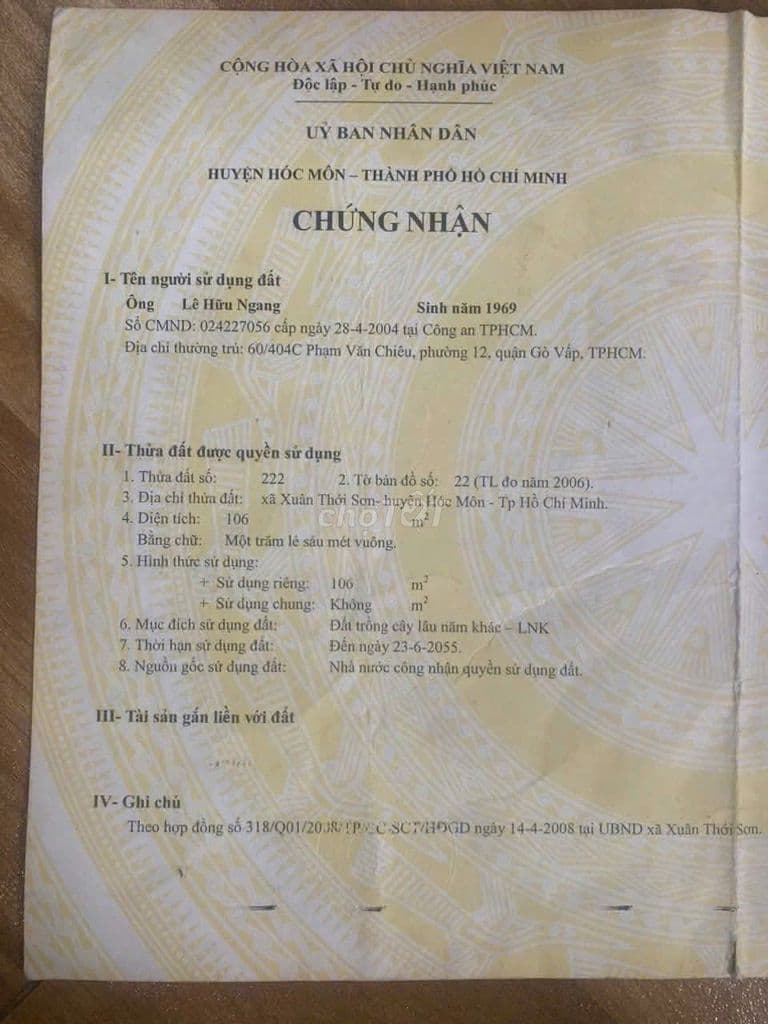 CỘNG HÒA XÃ HỘI CHỦ NGHĨA VIỆT NAM
Độc lập - Tự do - Hạnh phúc
UỶ BAN NHÂN DÂN
HUYỆN HÓC MÔN – THÀNH PHỐ HỒ CHÍ MINH
CHỨNG NHẬN
I- Tên người sử dụng đất
Ông Lê Hữu Ngang Sinh năm 1969
Số CMND: 024227056 cấp ngày 28-4-2004 tại Công an TPHCM.
Địa chỉ thường trú: 60/404C Phạm Văn Chiêu, phường 12, quận Gò Vấp, TPHCM.
II- Thửa đất được quyền sử dụng
1. Thửa đất số: 222 2. Tờ bản đồ số: 22 (TL đo năm 2006).
3. Địa chỉ thửa đất: xã Xuân Thới Sơn- huyện Hóc Môn - Tp Hồ Chí Minh.
4. Diện tích: 106 m²
choTỐT
Bằng chữ: Một trăm lẻ sáu mét vuông.
5. Hình thức sử dụng:
+ Sử dụng riêng: 106 m²
+ Sử dụng chung: Không m²
6. Mục đích sử dụng đất: Đất trồng cây lâu năm khác – LNK
7. Thời hạn sử dụng đất: Đến ngày 23-6-2055.
8. Nguồn gốc sử dụng đất: Nhà nước công nhận quyền sử dụng đất.
III- Tài sản gắn liền với đất
IV- Ghi chú
Theo hợp đồng số 318/Q01/2008/TP/CC-SCT/HĐGD ngày 14-4-2008 tại UBND xã Xuân Thới Sơn.